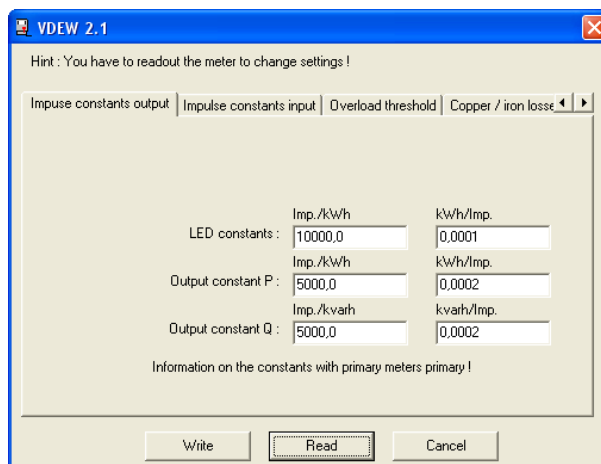 VDEW 2.1
Hint : You have to readout the meter to change settings !
Impuse constants output Impulse constants input Overload threshold Copper / iron losse
Imp./kWh kWh/Imp.
LED constants : 10000,0 0,0001
Imp./kWh kWh/Imp.
Output constant P : 5000,0 0,0002
Imp./kvarh kvarh/Imp.
Output constant Q : 5000,0 0,0002
Information on the constants with primary meters primary !
Write Read Cancel